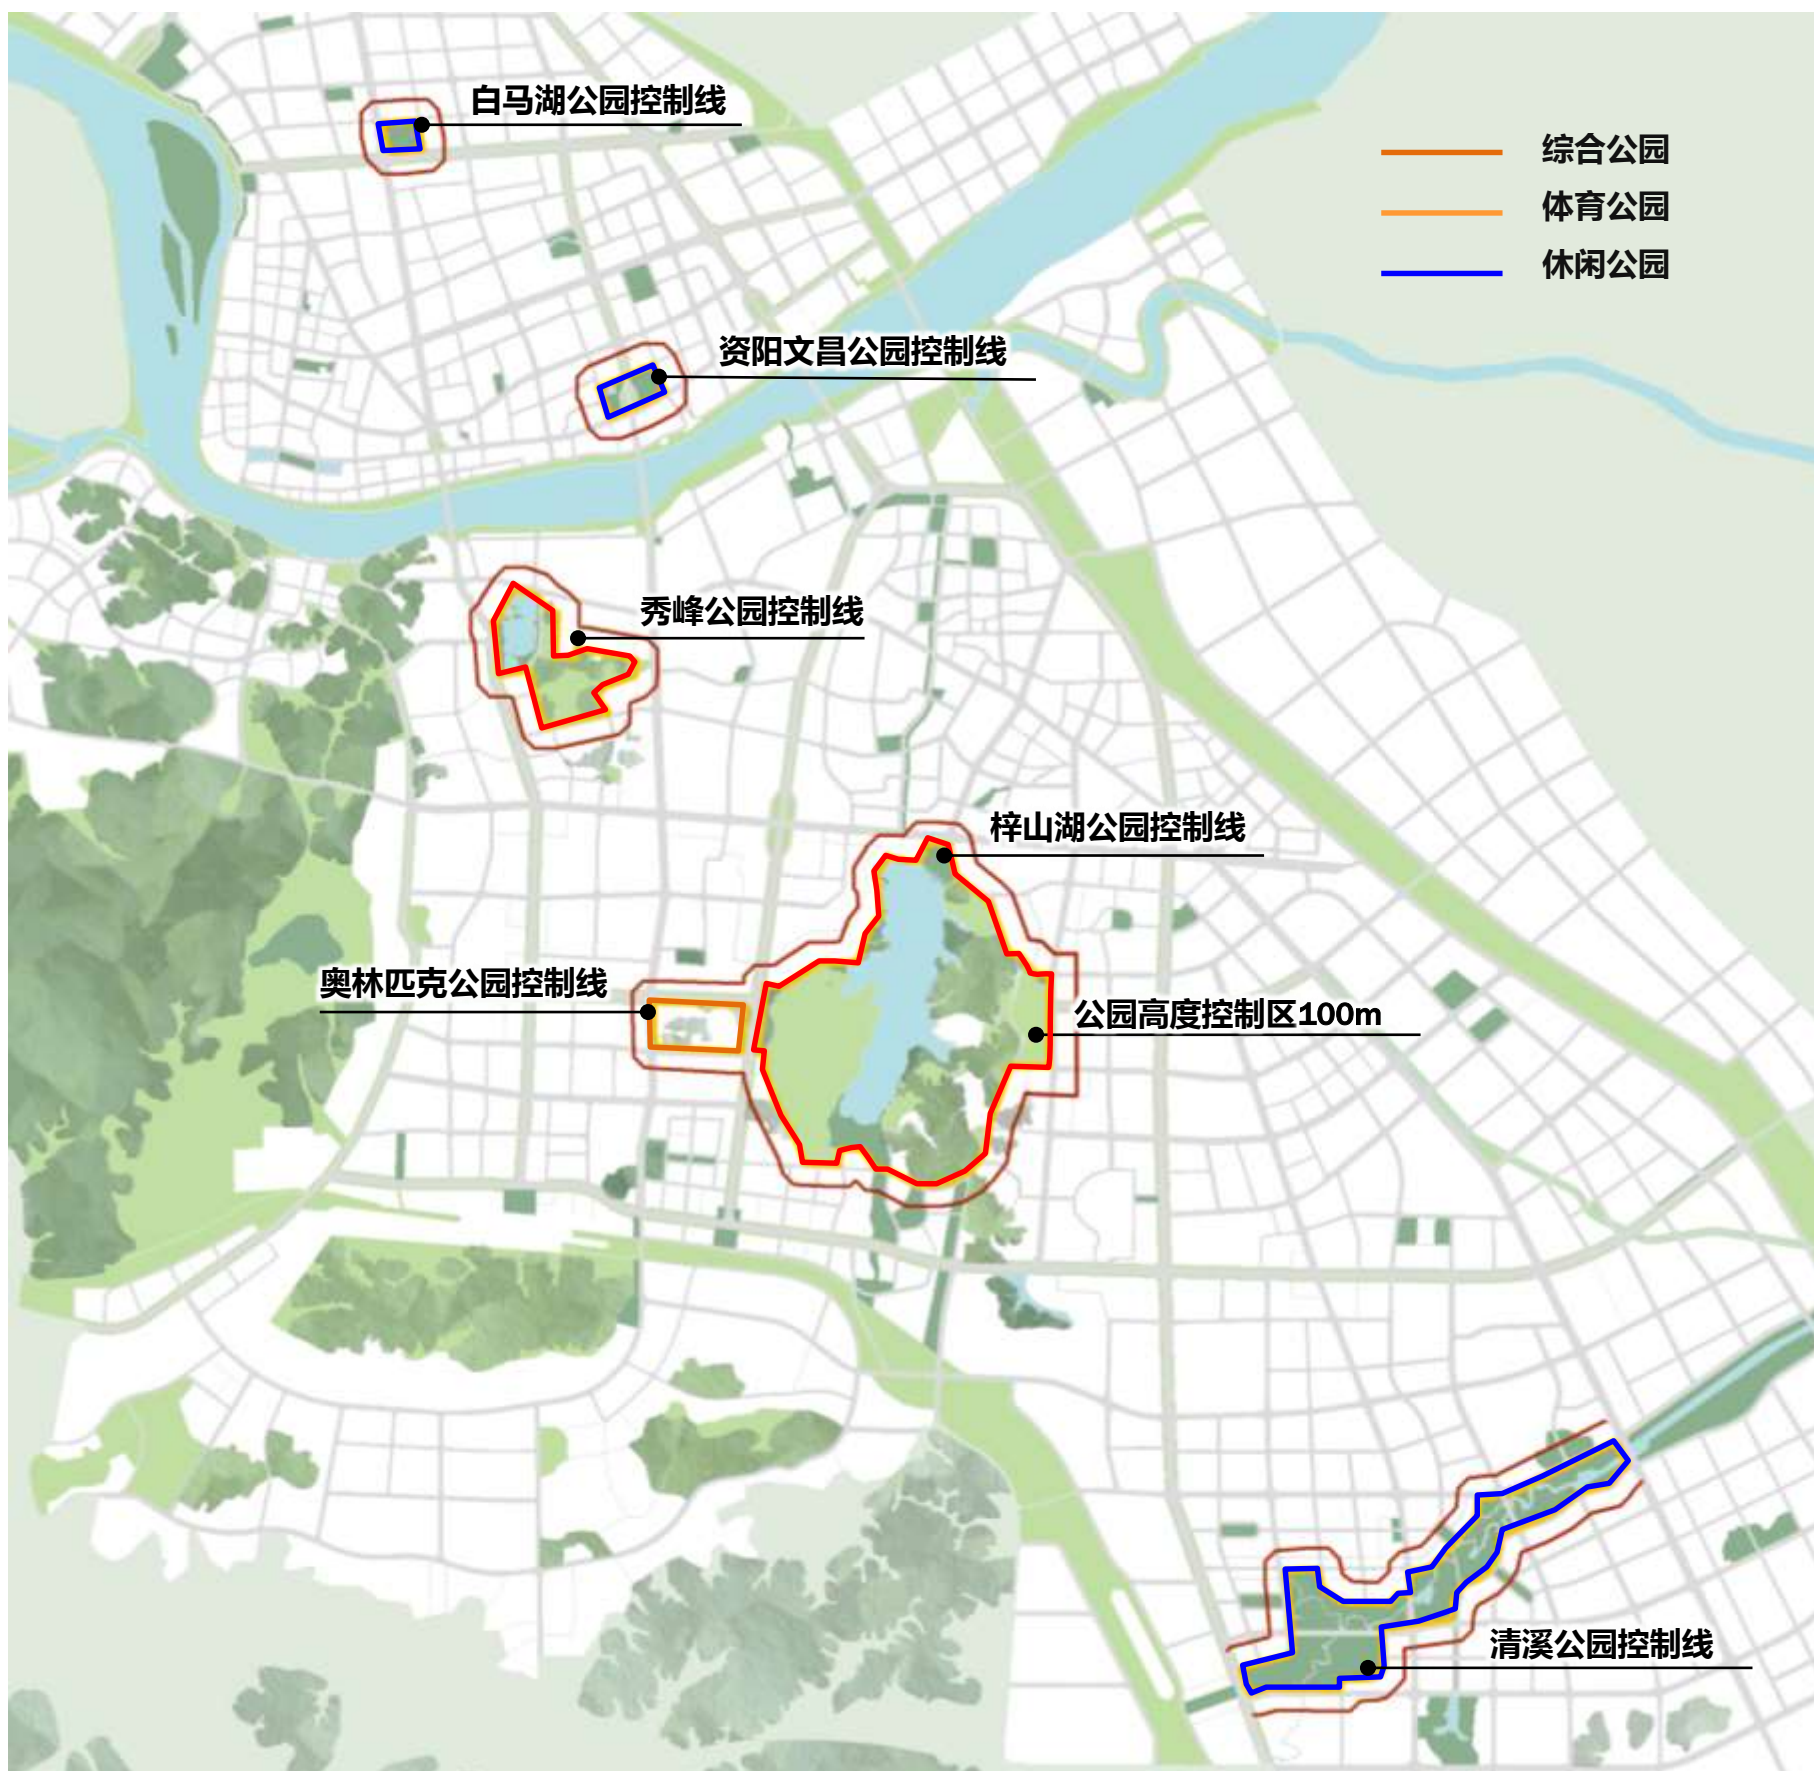 白马湖公园控制线
综合公园
体育公园
休闲公园
资阳文昌公园控制线
秀峰公园控制线
梓山湖公园控制线
奥林匹克公园控制线
公园高度控制区100m
清溪公园控制线